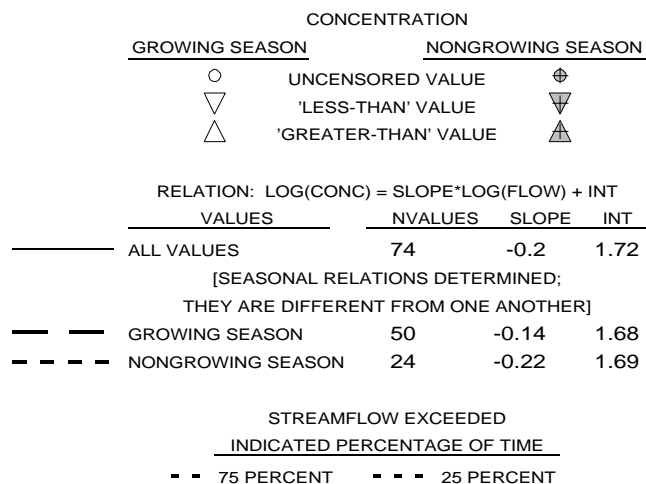 CONCENTRATION
GROWING SEASON NONGROWING SEASON
UNCENSORED VALUE
'LESS-THAN' VALUE
'GREATER-THAN' VALUE
RELATION: LOG(CONC) = SLOPE*LOG(FLOW) + INT
VALUES NVALUES SLOPE INT
ALL VALUES 74 -0.2 1.72
[SEASONAL RELATIONS DETERMINED;
THEY ARE DIFFERENT FROM ONE ANOTHER]
GROWING SEASON 50 -0.14 1.68
NONGROWING SEASON 24 -0.22 1.69
STREAMFLOW EXCEEDED
INDICATED PERCENTAGE OF TIME
75 PERCENT 25 PERCENT